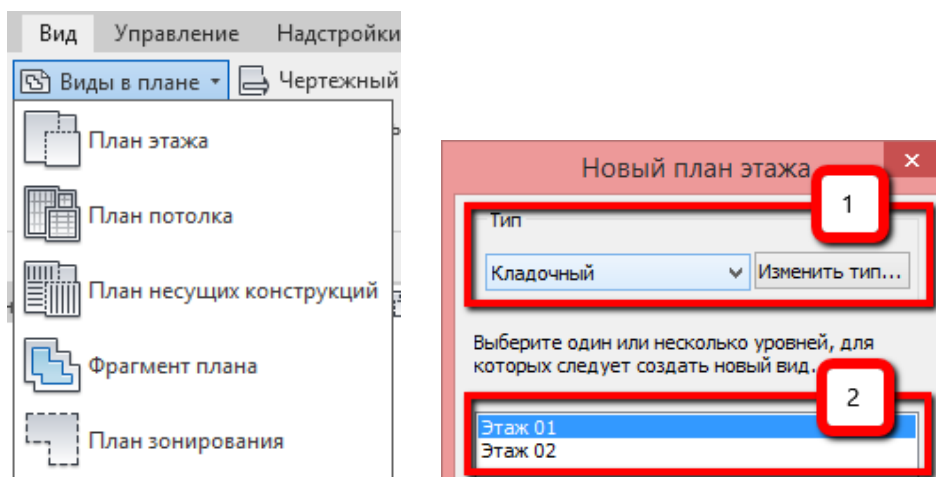 Вид Управление Надстройки
Виды в плане Чертежный
План этажа
План потолка
План несущих конструкций
Фрагмент плана
План зонирования
Новый план этажа
1
Тип
Кладочный Изменить тип...
Выберите один или несколько уровней, для
которых следует создать новый вид.
2
Этаж 01
Этаж 02